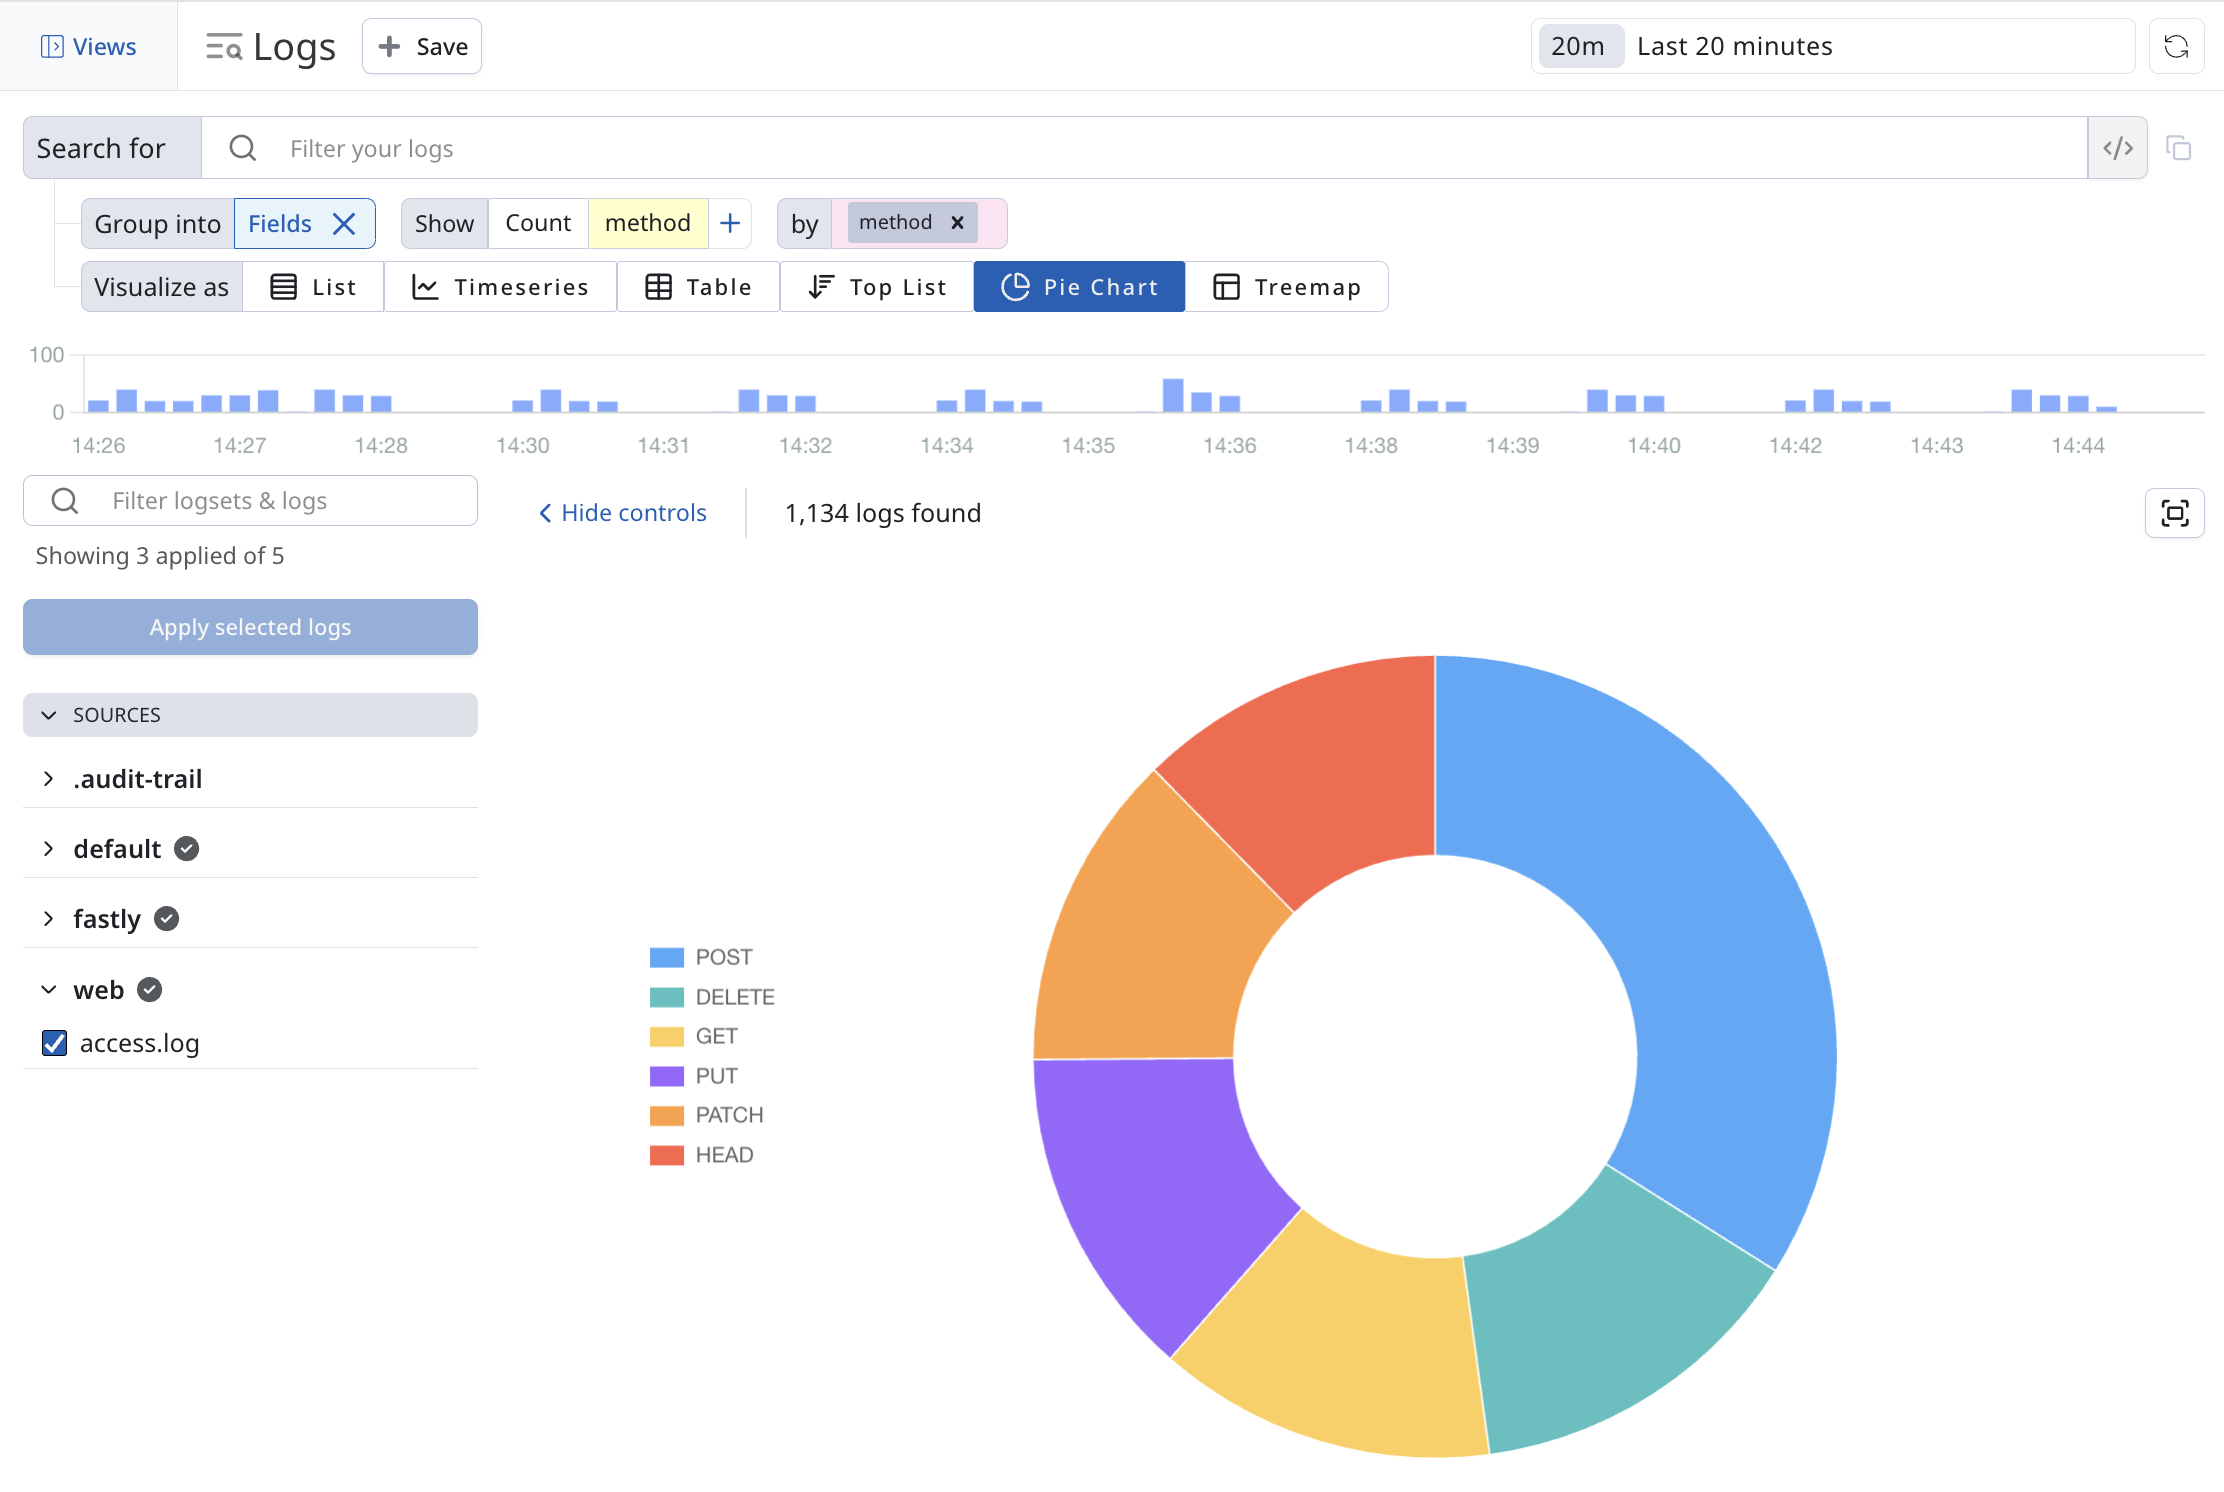 Views
Logs
Save
20m Last 20 minutes
Search for
Filter your logs
</>
Group into Fields
Show Count method
by method
Visualize as List Timeseries Table Top List Pie Chart Treemap
100
0
14:26 14:27 14:28 14:30 14:31 14:32 14:34 14:35 14:36 14:38 14:39 14:40 14:42 14:43 14:44
Filter logsets & logs
Showing 3 applied of 5
Apply selected logs
SOURCES
.audit-trail
default
fastly
web
access.log
Hide controls
1,134 logs found
POST
DELETE
GET
PUT
PATCH
HEAD